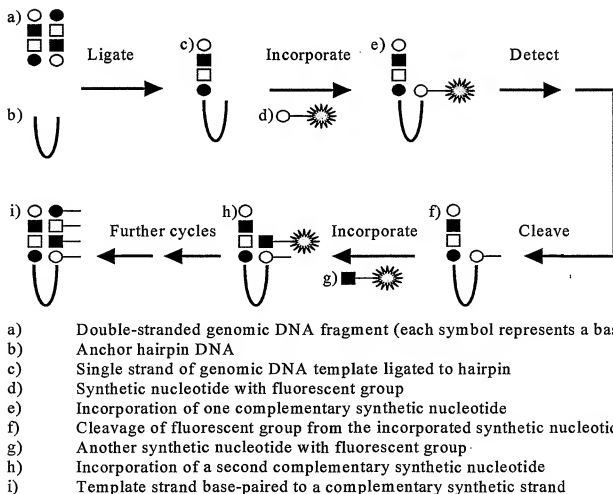 a)
Ligate
c)
Incorporate
e)
Detect
b)
d)
i)
Further cycles
h)
Incorporate
f)
Cleave
g)
a) Double-stranded genomic DNA fragment (each symbol represents a
b) Anchor hairpin DNA
c) Single strand of genomic DNA template ligated to hairpin
d) Synthetic nucleotide with fluorescent group
e) Incorporation of one complementary synthetic nucleotide
f) Cleavage of fluorescent group from the incorporated synthetic
g) Another synthetic nucleotide with fluorescent group
h) Incorporation of a second complementary synthetic nucleotide
i) Template strand base-paired to a complementary synthetic strand